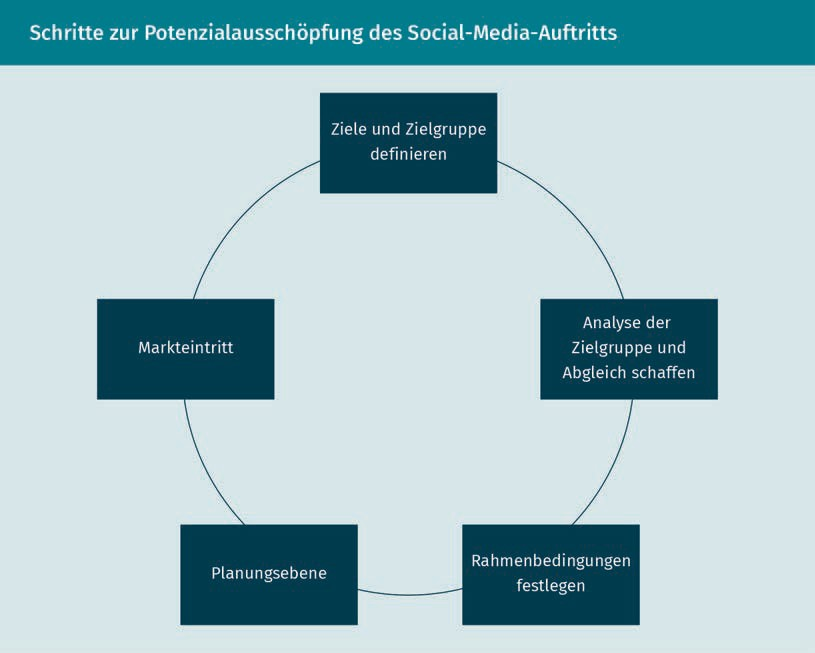 Schritte zur Potenzialausschöpfung des Social-Media-Auftritts
Ziele und Zielgruppe
definieren
Analyse der
Zielgruppe und
Abgleich schaffen
Rahmenbedingungen
festlegen
Planungsebene
Markteintritt